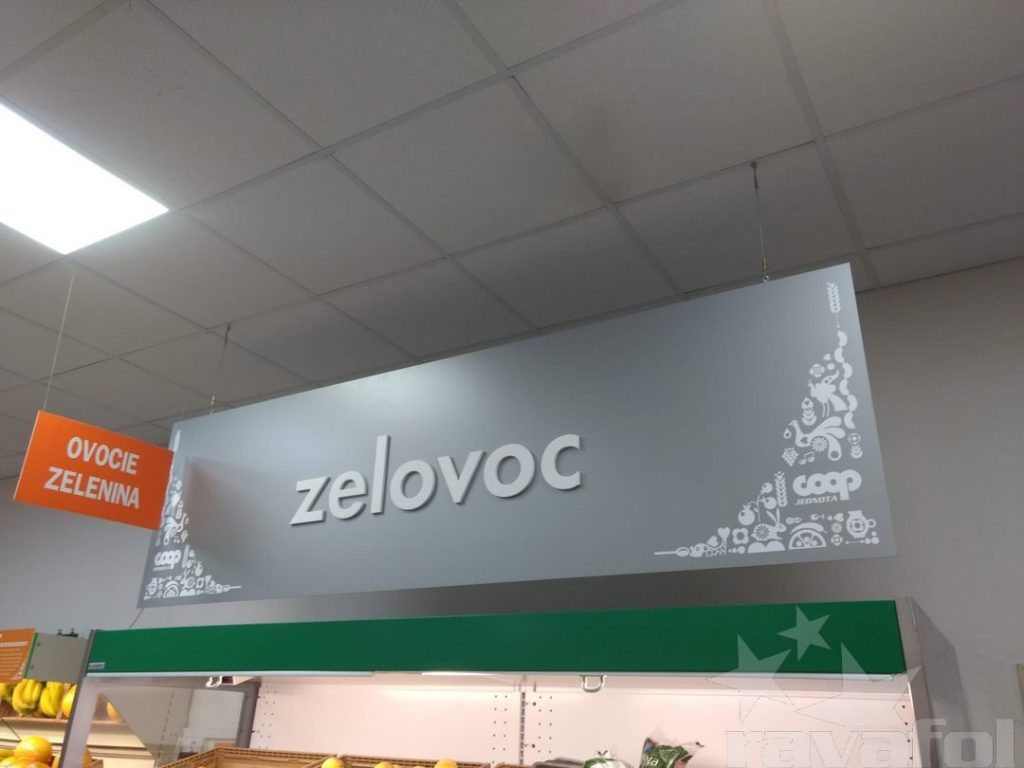 OVOCIE
ZELENINA
zelovoc
coop
JEDNOTA
coop
ravafol